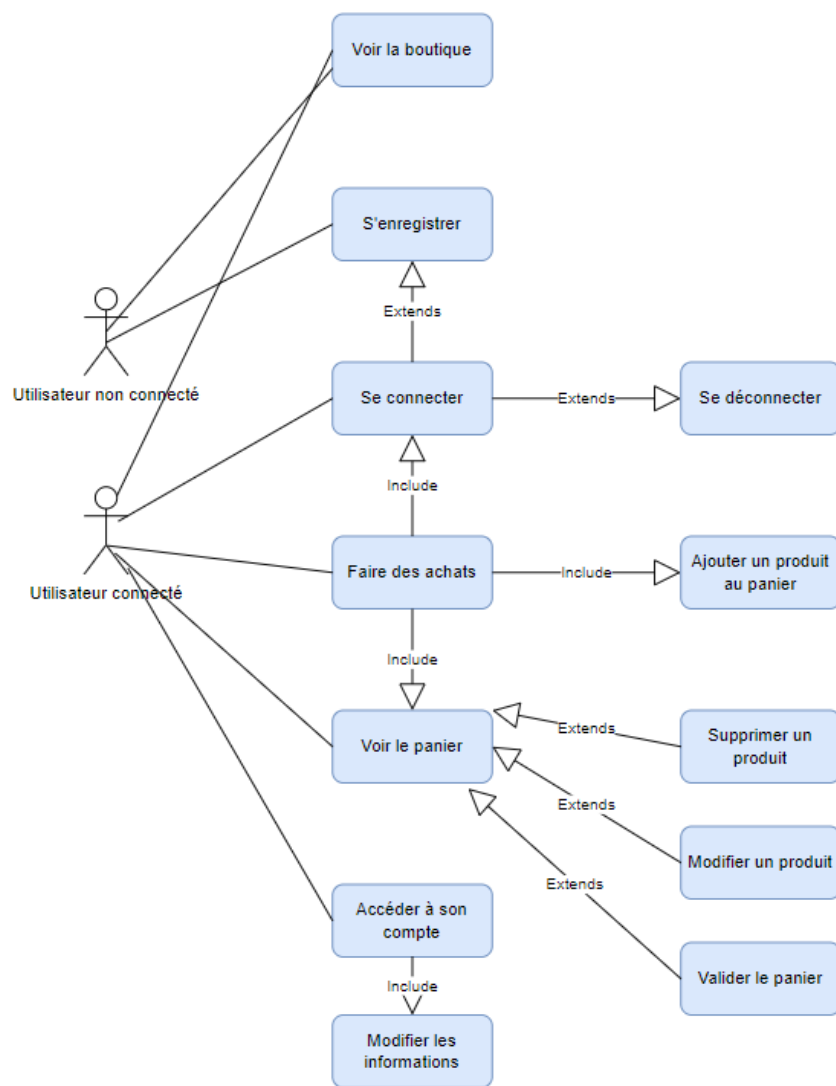 Voir la boutique
S'enregistrer
Extends
Utilisateur non connecté
Se connecter
Extends
Se déconnecter
Include
Utilisateur connecté
Faire des achats
Include
Ajouter un produit
au panier
Include
Voir le panier
Extends
Supprimer un
produit
Extends
Modifier un produit
Extends
Accéder à son
compte
Valider le panier
Include
Modifier les
informations